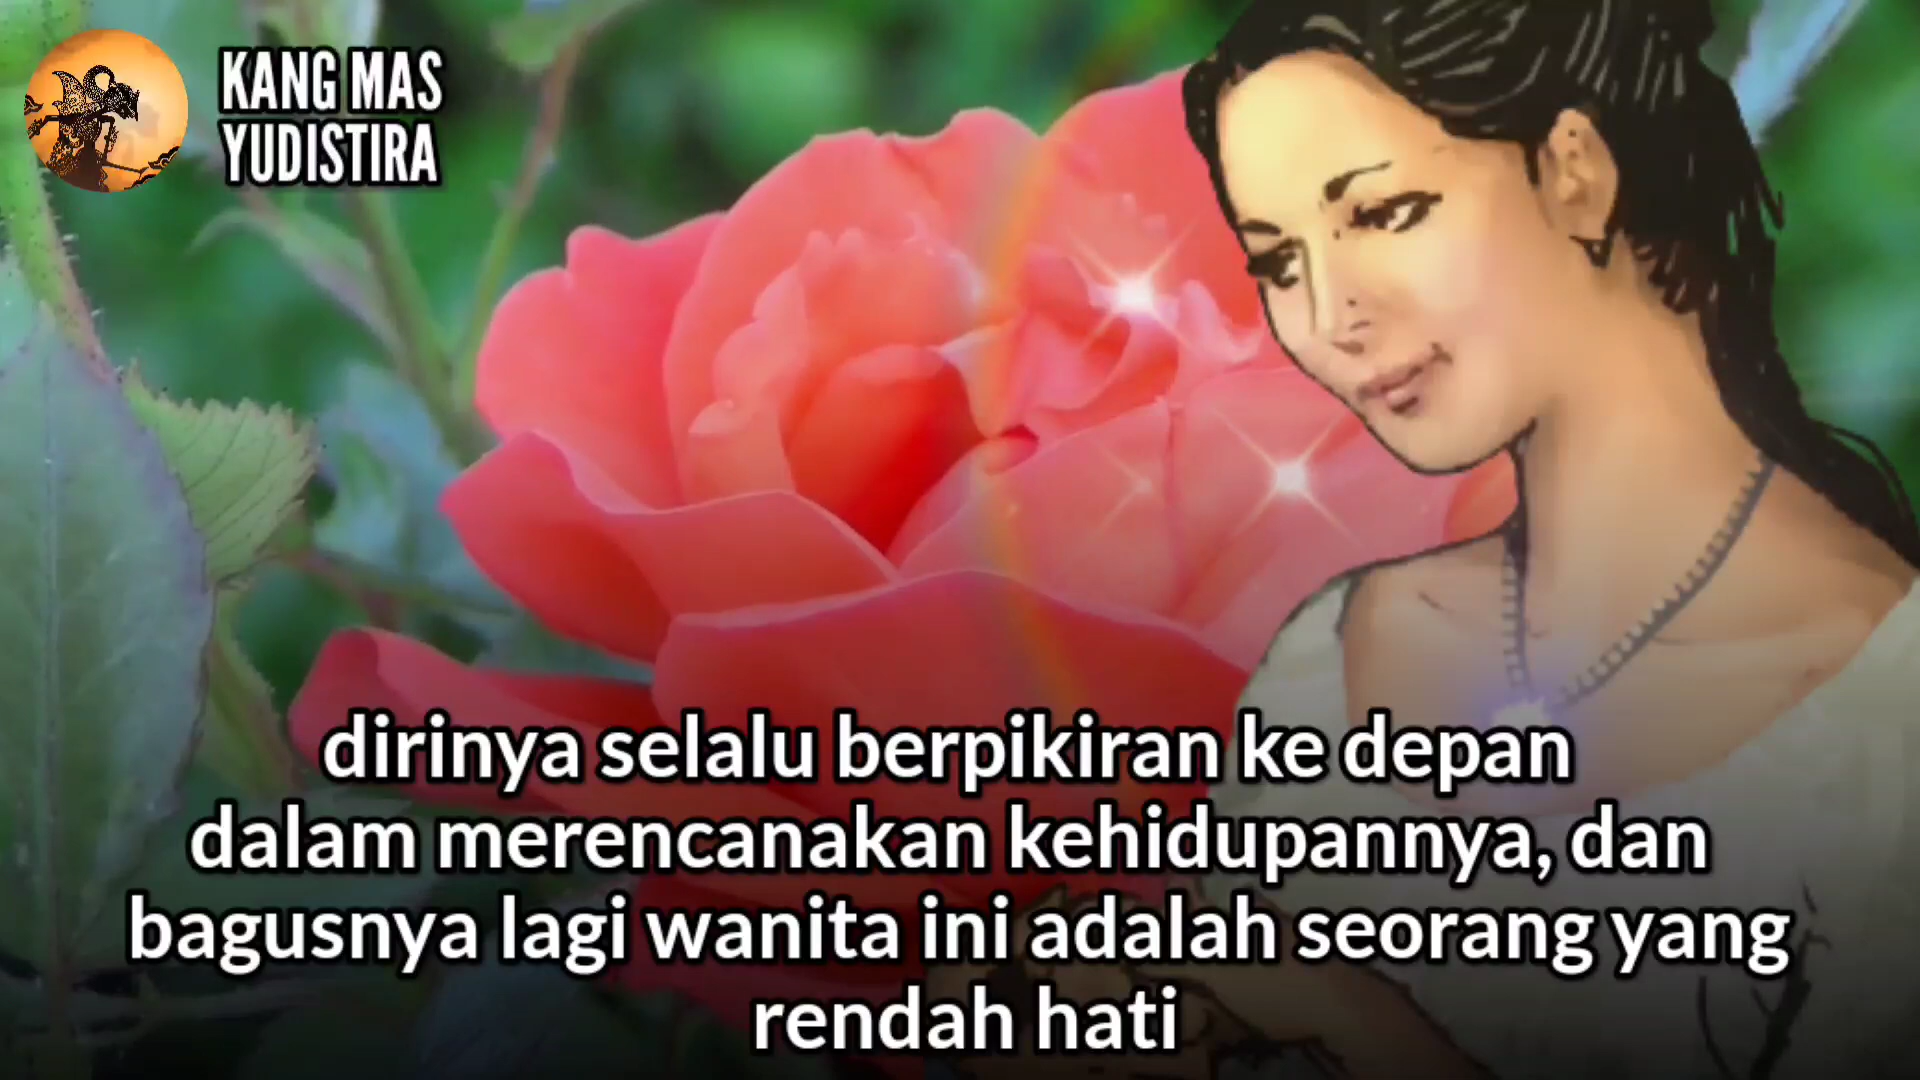 KANG MAS
YUDISTIRA
dirinya selalu berpikiran ke depan
dalam merencanakan kehidupannya, dan
bagusnya lagi wanita ini adalah seorang yang
rendah hati